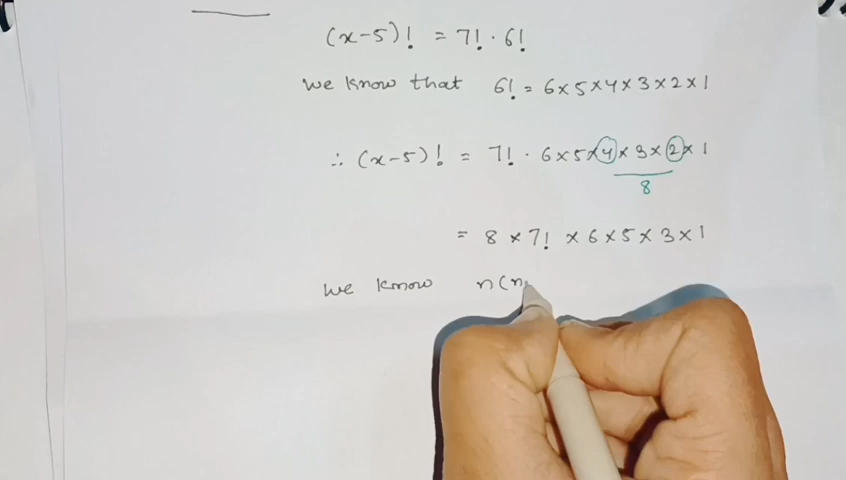 (x-5)! = 7! · 6!
we know that 6! = 6×5×4×3×2×1
∴ (x-5)! = 7! · 6×5×4×3×2×1
8
= 8 × 7! × 6×5×3×1
we know n(n